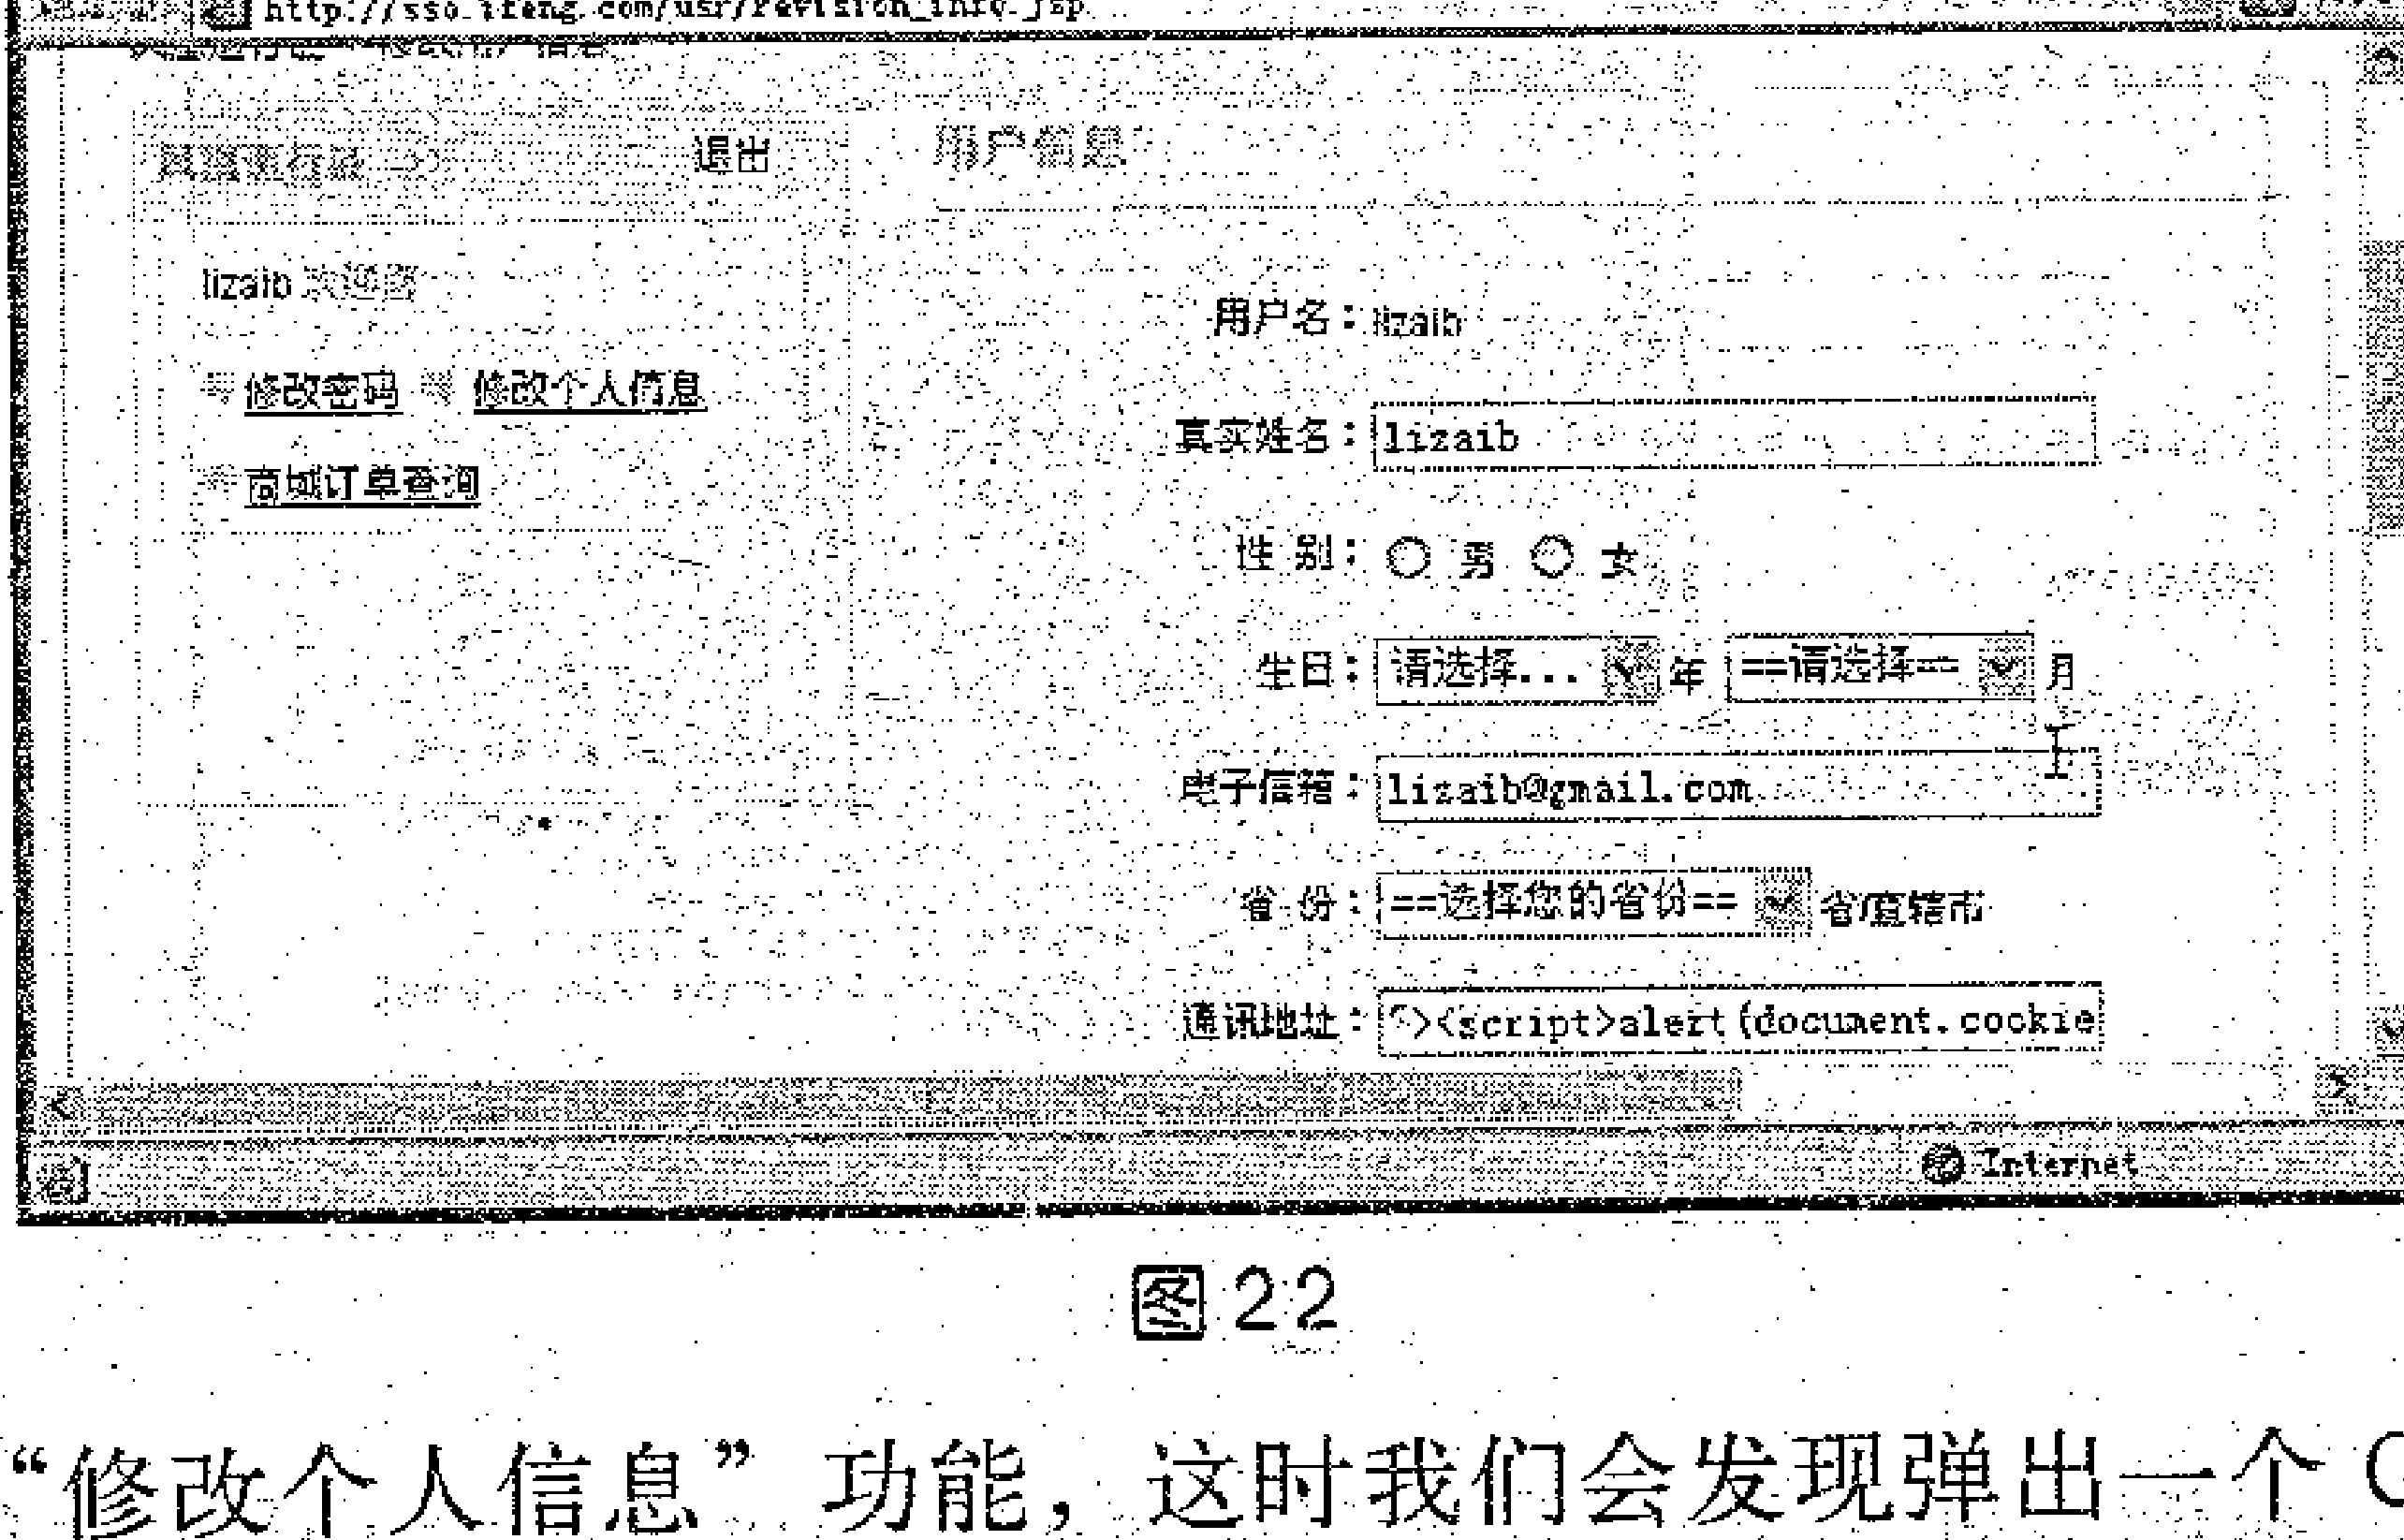 http://sso.ifeng.com/usr/revision_info.jsp
退出
用户信息
lizaib 欢迎您
修改密码 修改个人信息
商城订单查询
用户名：lizaib
真实姓名：lizaib
性 别： 男 女
生日：请选择... 年 ==请选择== 月
电子信箱：lizaib@gmail.com
省 份：==选择您的省份== 省/直辖市
通讯地址："><script>alert(document.cookie
Internet
图 22
“修改个人信息” 功能，这时我们会发现弹出一个 C